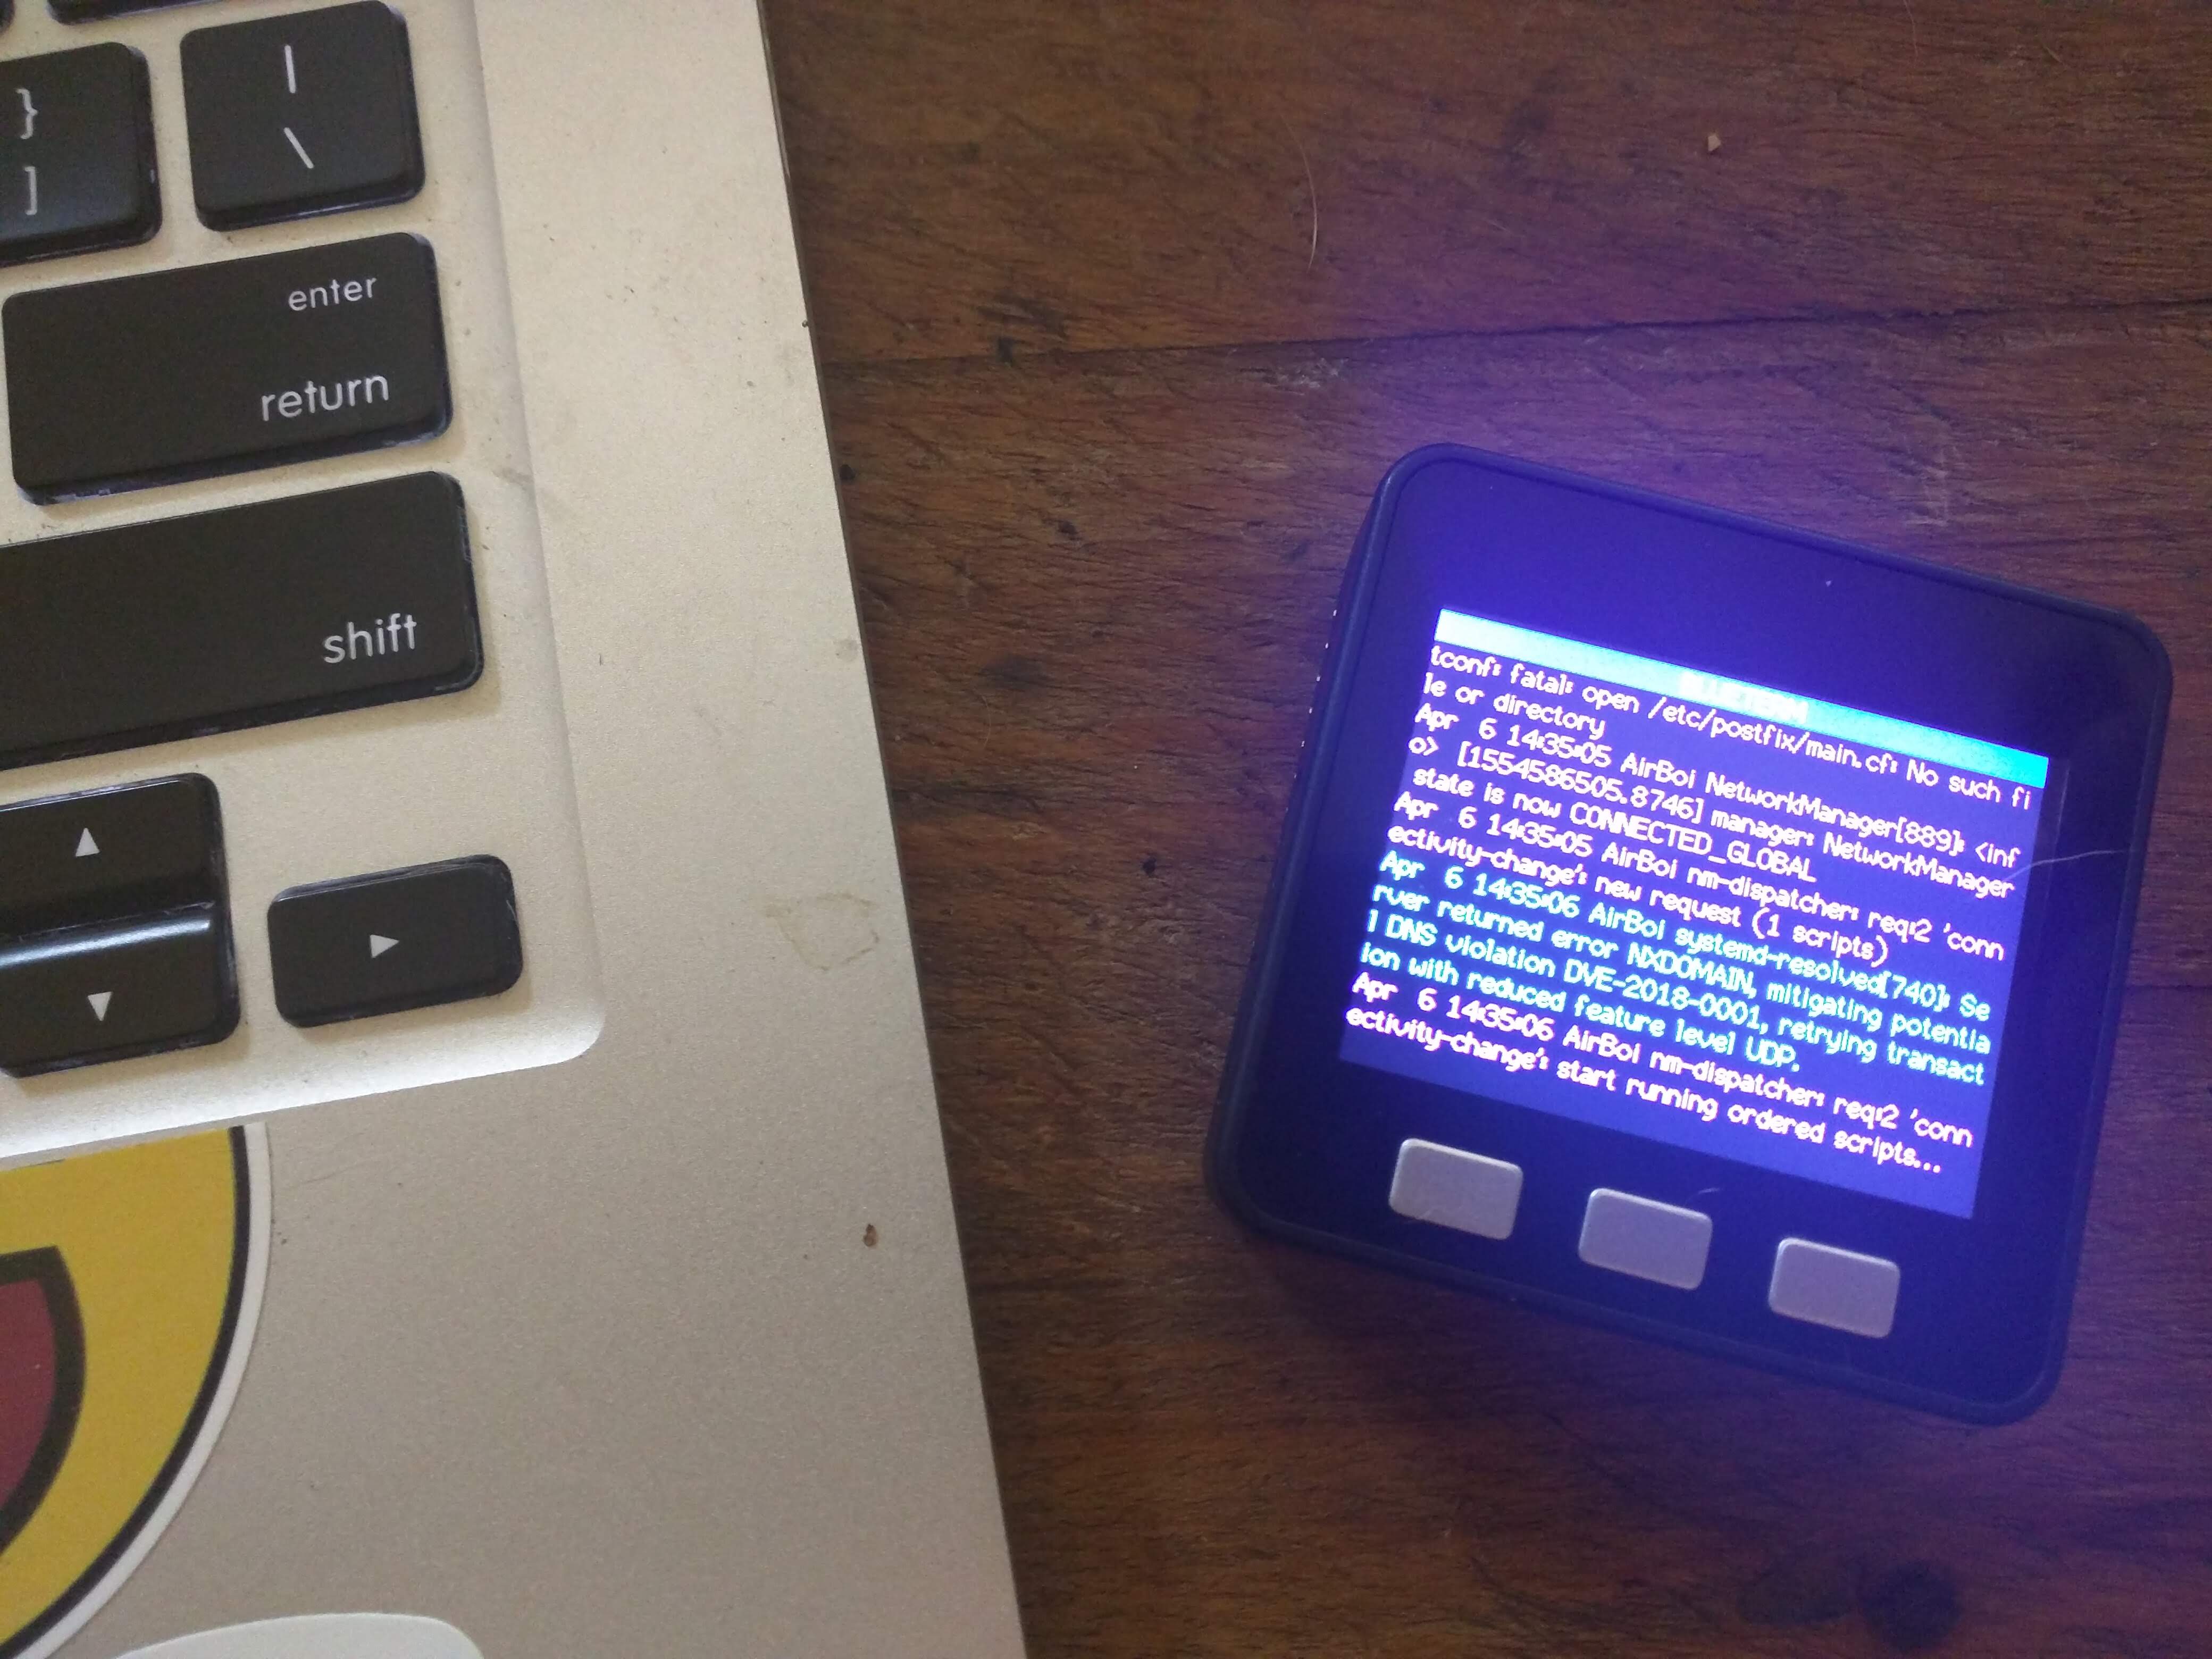 }
]
|
\
enter
return
shift
tconf: fatal: open /etc/postfix/main.cf: No such fi
le or directory
Apr  6 14:35:05 AirBoi NetworkManager[889]: <inf
o>  [1554586505.8746] manager: NetworkManager
state is now CONNECTED_GLOBAL
Apr  6 14:35:05 AirBoi nm-dispatcher: req:2 'conn
ectivity-change': new request (1 scripts)
Apr  6 14:35:06 AirBoi systemd-resolved[740]: Se
rver returned error NXDOMAIN, mitigating potentia
l DNS violation DVE-2018-0001, retrying transact
ion with reduced feature level UDP.
Apr  6 14:35:06 AirBoi nm-dispatcher: req:2 'conn
ectivity-change': start running ordered scripts...